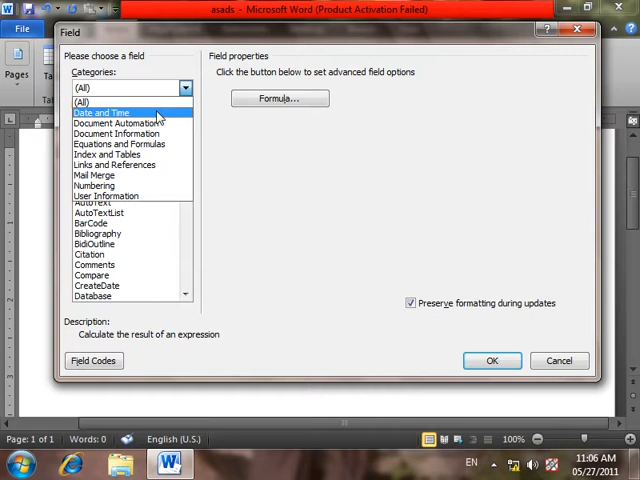 asads - Microsoft Word (Product Activation Failed)
File
Field
Please choose a field
Categories:
(All)
(All)
Date and Time
Document Automation
Document Information
Equations and Formulas
Index and Tables
Links and References
Mail Merge
Numbering
User Information
AutoText
AutoTextList
BarCode
Bibliography
BidiOutline
Citation
Comments
Compare
CreateDate
Database
Field properties
Click the button below to set advanced field options
Formula...
Preserve formatting during updates
Description:
Calculate the result of an expression
Field Codes
OK
Cancel
Pages
Page: 1 of 1
Words: 0
English (U.S.)
100%
EN
11:06 AM
05/27/2011